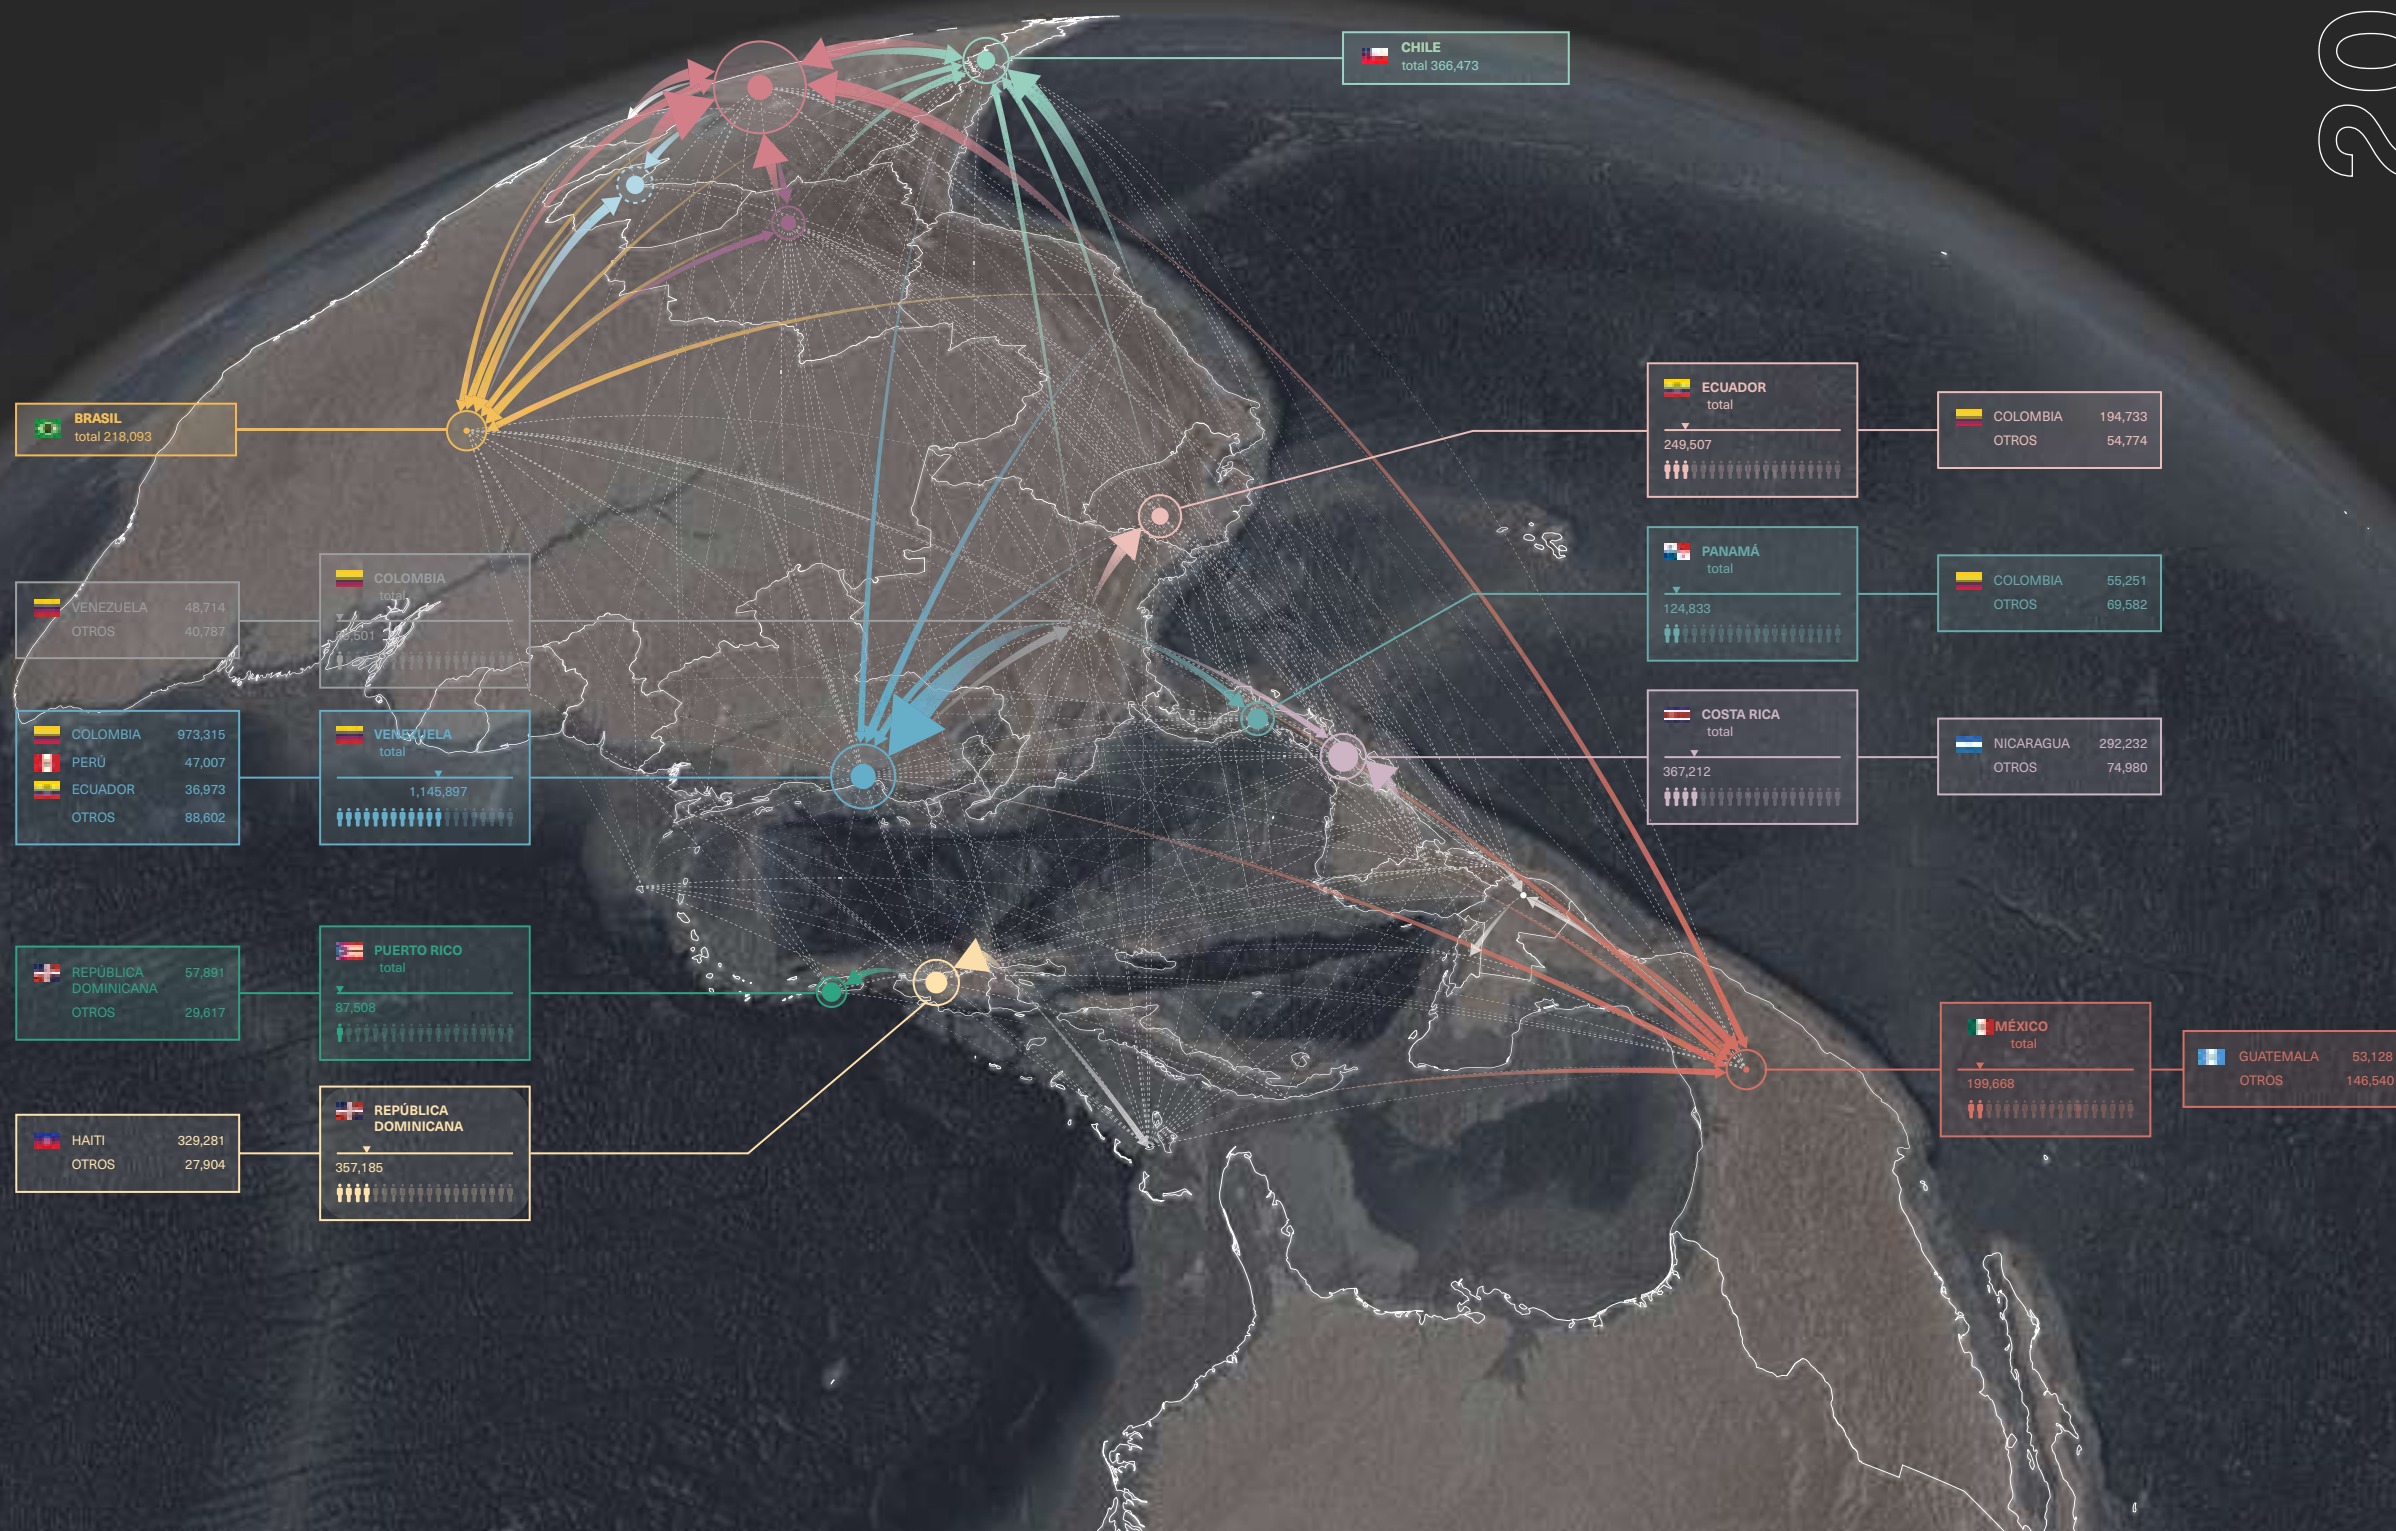 20
CHILE
total 366,473
BRASIL
total 218,093
ECUADOR
total
249,507
COLOMBIA 194,733
OTROS 54,774
PANAMÁ
total
124,833
COLOMBIA 55,251
OTROS 69,582
COSTA RICA
total
367,212
NICARAGUA 292,232
OTROS 74,980
VENEZUELA 48,714
OTROS 40,787
COLOMBIA
total
COLOMBIA 973,315
PERÚ 47,007
ECUADOR 36,973
OTROS 88,602
VENEZUELA
total
1,145,897
REPÚBLICA
DOMINICANA 57,891
OTROS 29,617
PUERTO RICO
total
87,508
HAITI 329,281
OTROS 27,904
REPÚBLICA
DOMINICANA
357,185
MÉXICO
total
199,668
GUATEMALA 53,128
OTROS 146,540